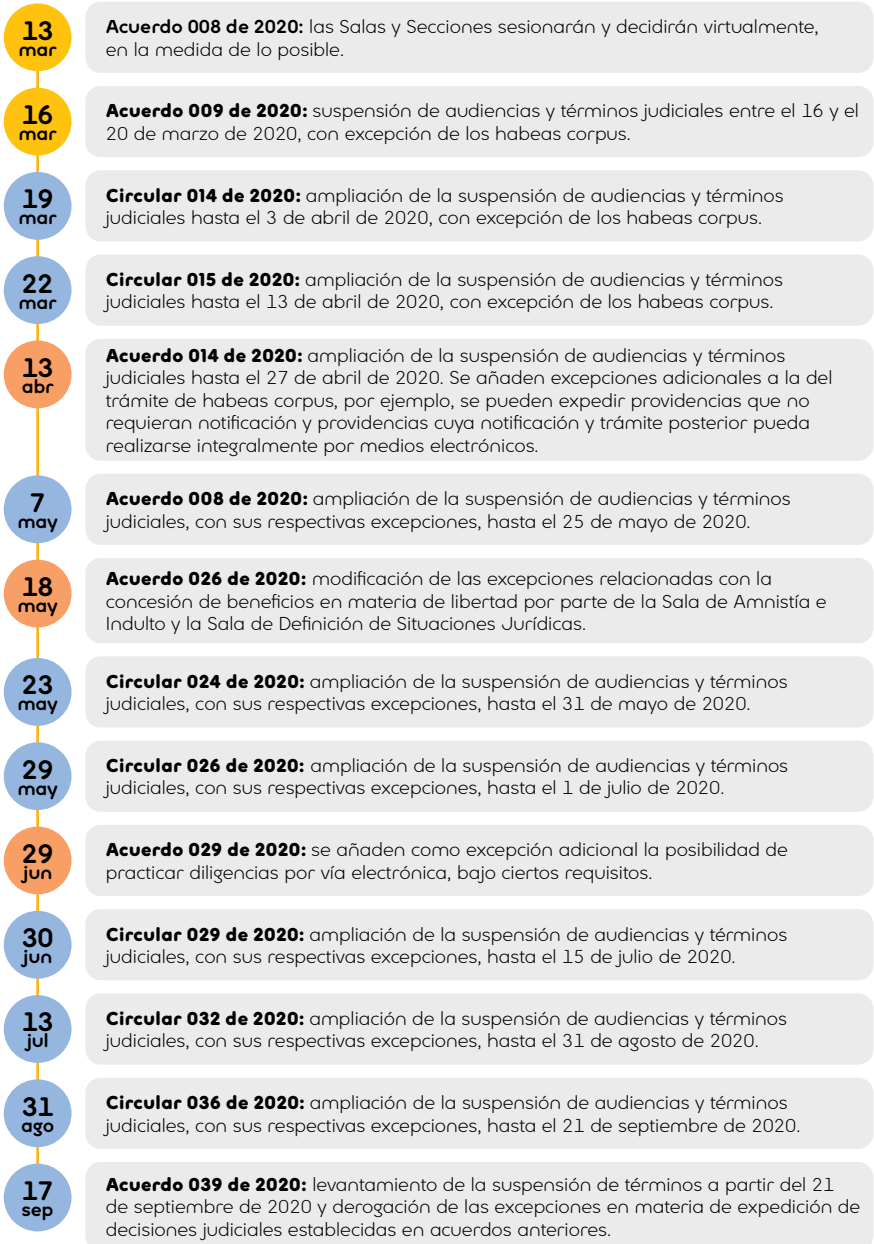 13
mar
Acuerdo 008 de 2020: las Salas y Secciones sesionarán y decidirán virtualmente,
en la medida de lo posible.
16
mar
Acuerdo 009 de 2020: suspensión de audiencias y términos judiciales entre el 16 y el
20 de marzo de 2020, con excepción de los habeas corpus.
19
mar
Circular 014 de 2020: ampliación de la suspensión de audiencias y términos
judiciales hasta el 3 de abril de 2020, con excepción de los habeas corpus.
22
mar
Circular 015 de 2020: ampliación de la suspensión de audiencias y términos
judiciales hasta el 13 de abril de 2020, con excepción de los habeas corpus.
13
abr
Acuerdo 014 de 2020: ampliación de la suspensión de audiencias y términos
judiciales hasta el 27 de abril de 2020. Se añaden excepciones adicionales a la del
trámite de habeas corpus, por ejemplo, se pueden expedir providencias que no
requieran notificación y providencias cuya notificación y trámite posterior pueda
realizarse integralmente por medios electrónicos.
7
may
Acuerdo 008 de 2020: ampliación de la suspensión de audiencias y términos
judiciales, con sus respectivas excepciones, hasta el 25 de mayo de 2020.
18
may
Acuerdo 026 de 2020: modificación de las excepciones relacionadas con la
concesión de beneficios en materia de libertad por parte de la Sala de Amnistía e
Indulto y la Sala de Definición de Situaciones Jurídicas.
23
may
Circular 024 de 2020: ampliación de la suspensión de audiencias y términos
judiciales, con sus respectivas excepciones, hasta el 31 de mayo de 2020.
29
may
Circular 026 de 2020: ampliación de la suspensión de audiencias y términos
judiciales, con sus respectivas excepciones, hasta el 1 de julio de 2020.
29
jun
Acuerdo 029 de 2020: se añaden como excepción adicional la posibilidad de
practicar diligencias por vía electrónica, bajo ciertos requisitos.
30
jun
Circular 029 de 2020: ampliación de la suspensión de audiencias y términos
judiciales, con sus respectivas excepciones, hasta el 15 de julio de 2020.
13
jul
Circular 032 de 2020: ampliación de la suspensión de audiencias y términos
judiciales, con sus respectivas excepciones, hasta el 31 de agosto de 2020.
31
ago
Circular 036 de 2020: ampliación de la suspensión de audiencias y términos
judiciales, con sus respectivas excepciones, hasta el 21 de septiembre de 2020.
17
sep
Acuerdo 039 de 2020: levantamiento de la suspensión de términos a partir del 21
de septiembre de 2020 y derogación de las excepciones en materia de expedición de
decisiones judiciales establecidas en acuerdos anteriores.